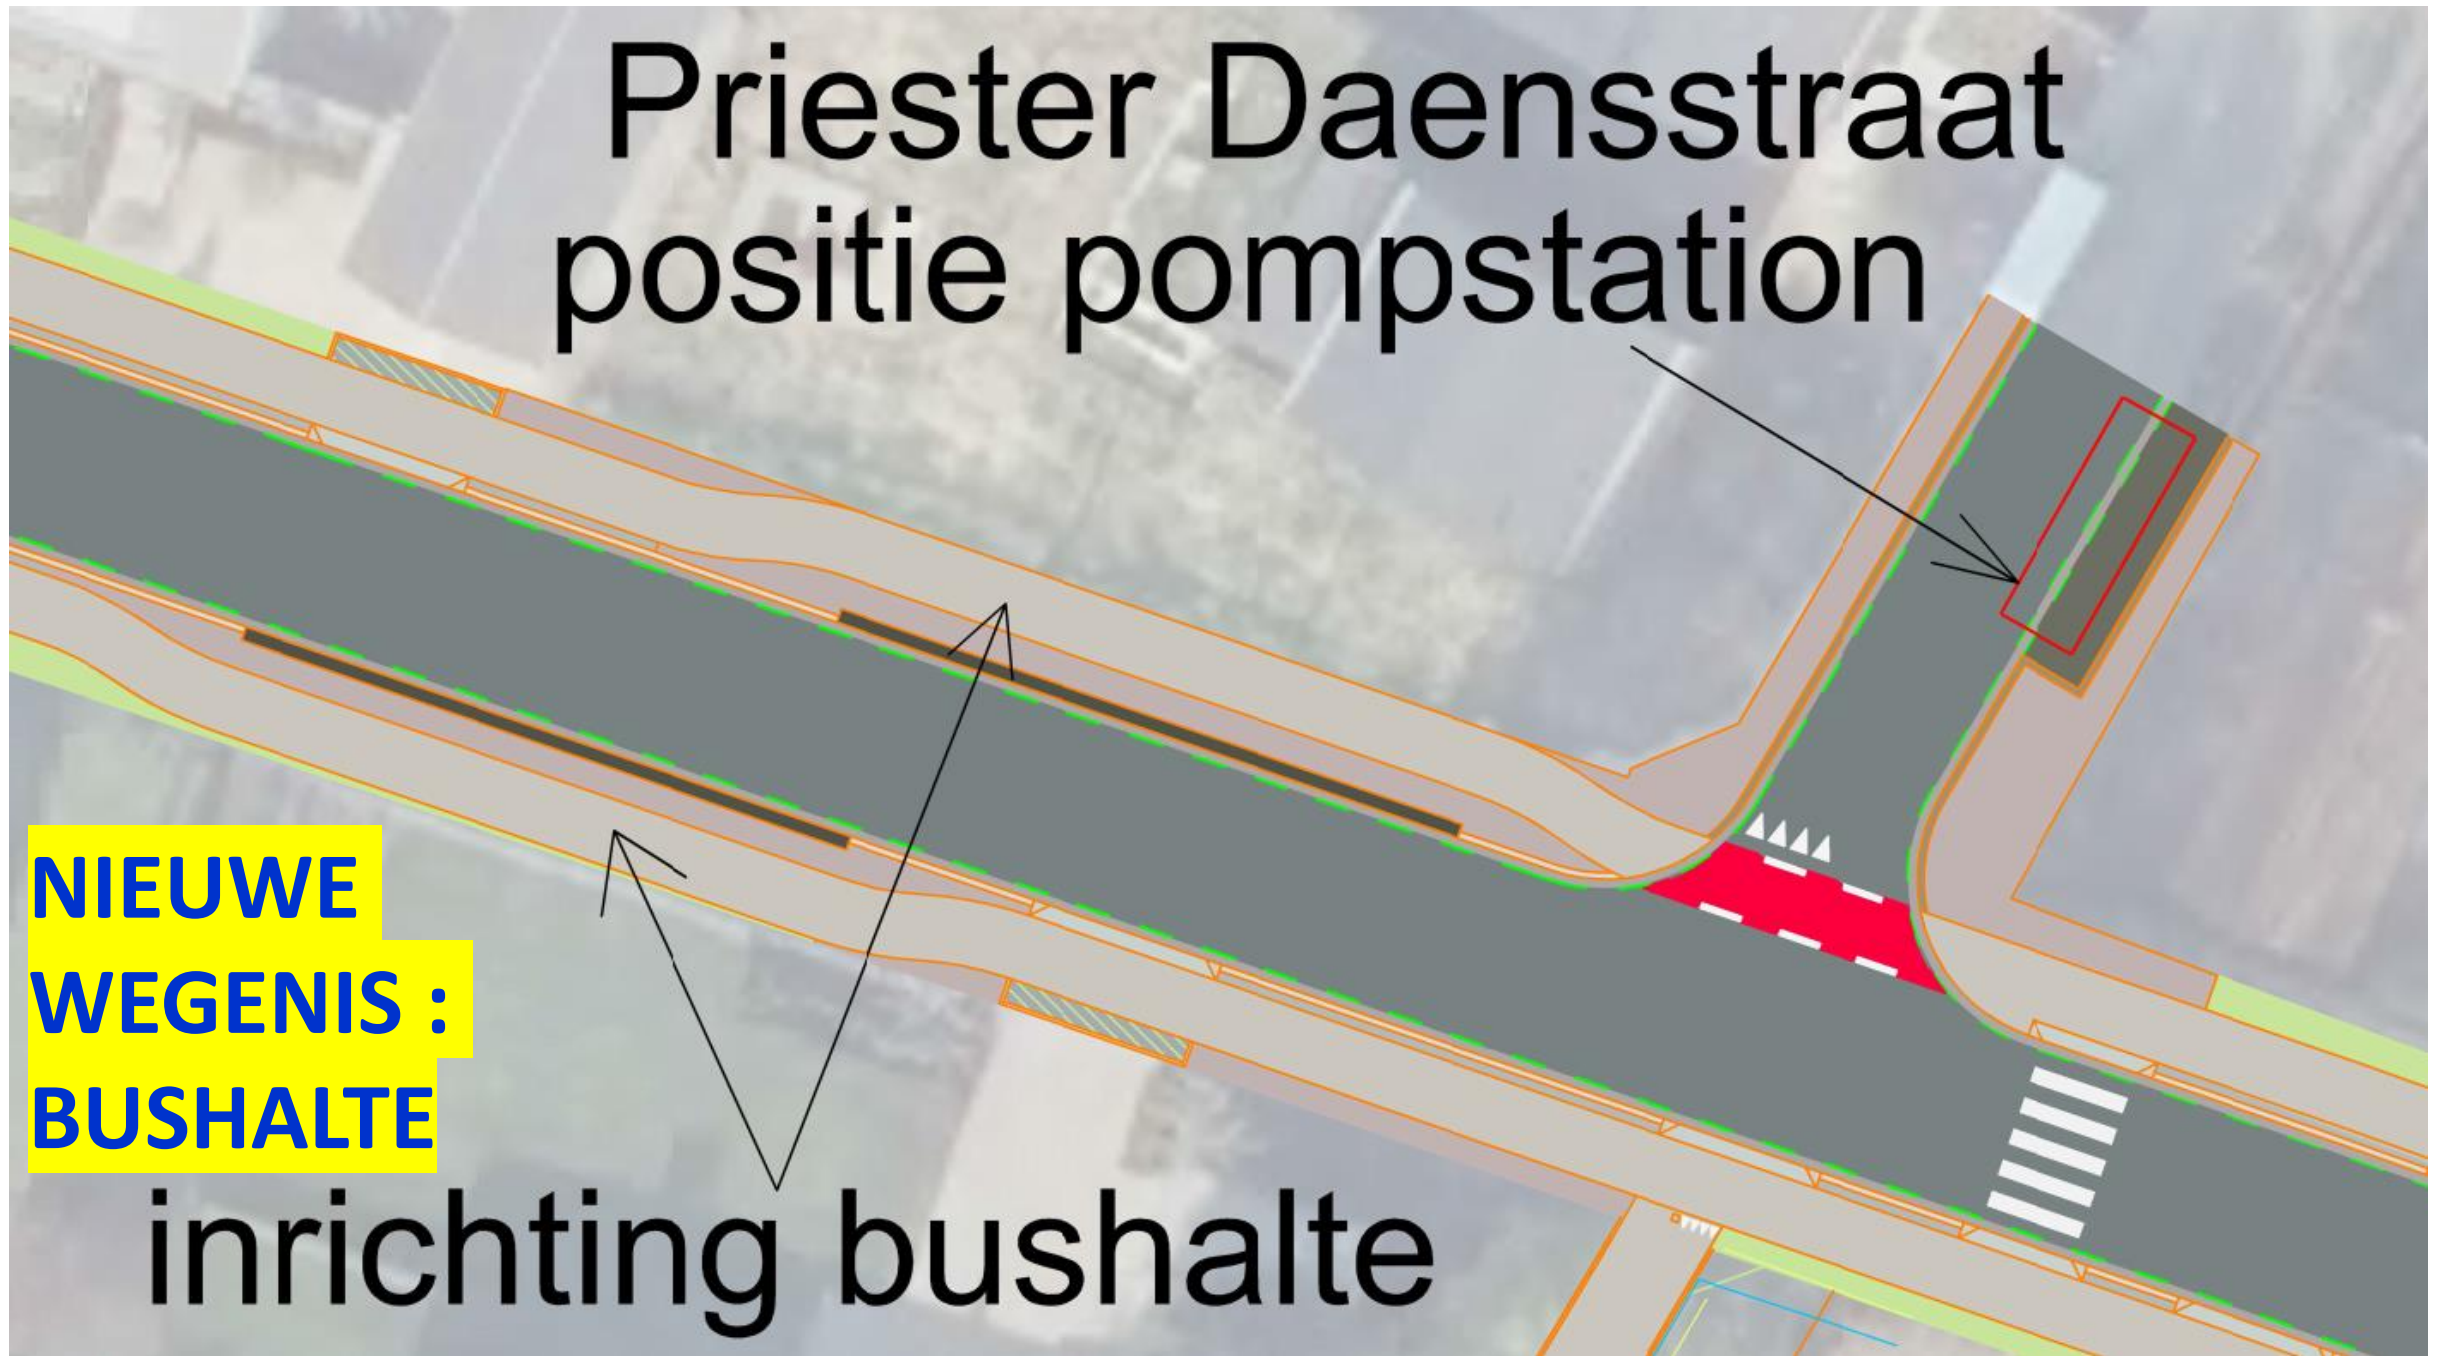 Priester Daensstraat
positie pompstation
NIEUWE
WEGENIS :
BUSHALTE
inrichting bushalte